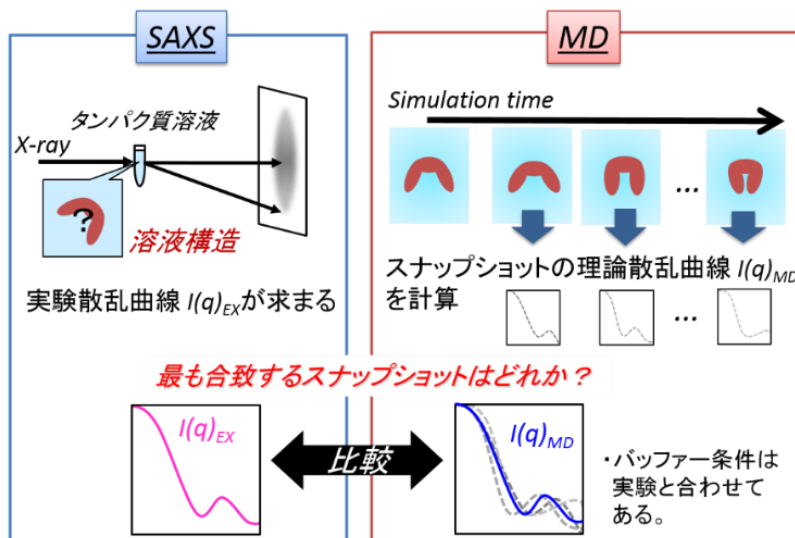 SAXS
タンパク質溶液
X-ray
?
溶液構造
実験散乱曲線 I(q)EXが求まる
MD
Simulation time
...
スナップショットの理論散乱曲線 I(q)MD
を計算
...
最も合致するスナップショットはどれか？
I(q)EX
比較
I(q)MD
・バッファー条件は
実験と合わせて
ある。